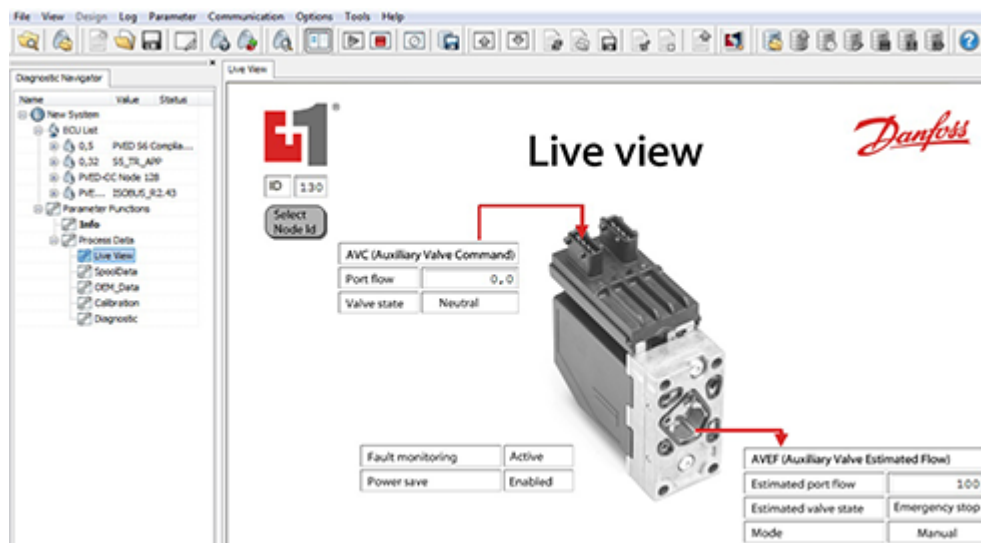 File View Design Log Parameter Communication Options Tools Help
Diagnostic Navigator
Live View
Name Value Status
New System
ECU List
0,5 PVED S6 Complia...
0,32 S5_TR_APP
PVED-CC Node 128
PVE... ISOBUS_R2.43
Parameter Functions
Info
Process Data
Live View
SpoolData
OEM_Data
Calibration
Diagnostic
®
Live view
Danfoss
ID 130
Select
Node Id
AVC (Auxiliary Valve Command)
Port flow 0,0
Valve state Neutral
Fault monitoring Active
Power save Enabled
AVEF (Auxiliary Valve Estimated Flow)
Estimated port flow 100
Estimated valve state Emergency stop
Mode Manual